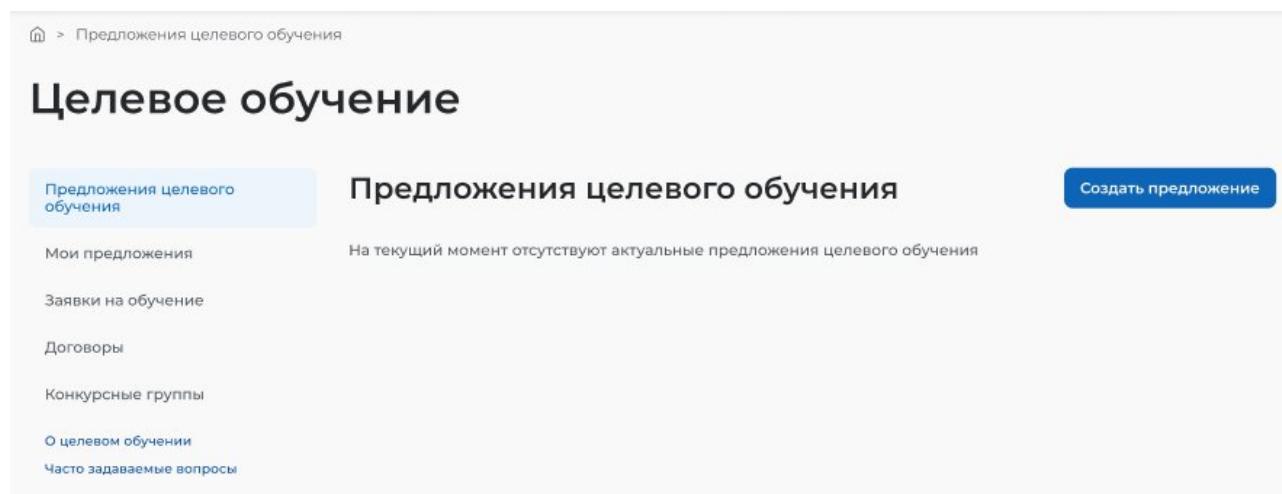 > Предложения целевого обучения
Целевое обучение
Предложения целевого
обучения
Мои предложения
Заявки на обучение
Договоры
Конкурсные группы
О целевом обучении
Часто задаваемые вопросы
Предложения целевого обучения
Создать предложение
На текущий момент отсутствуют актуальные предложения целевого обучения